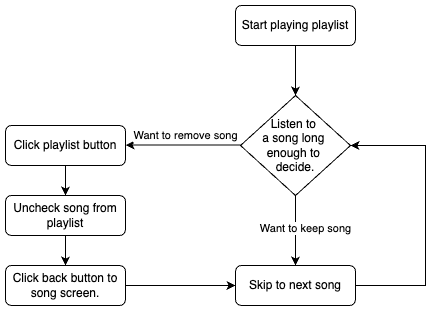 Start playing playlist
Listen to
a song long
enough to
decide.
Want to remove song
Click playlist button
Uncheck song from
playlist
Want to keep song
Click back button to
song screen.
Skip to next song